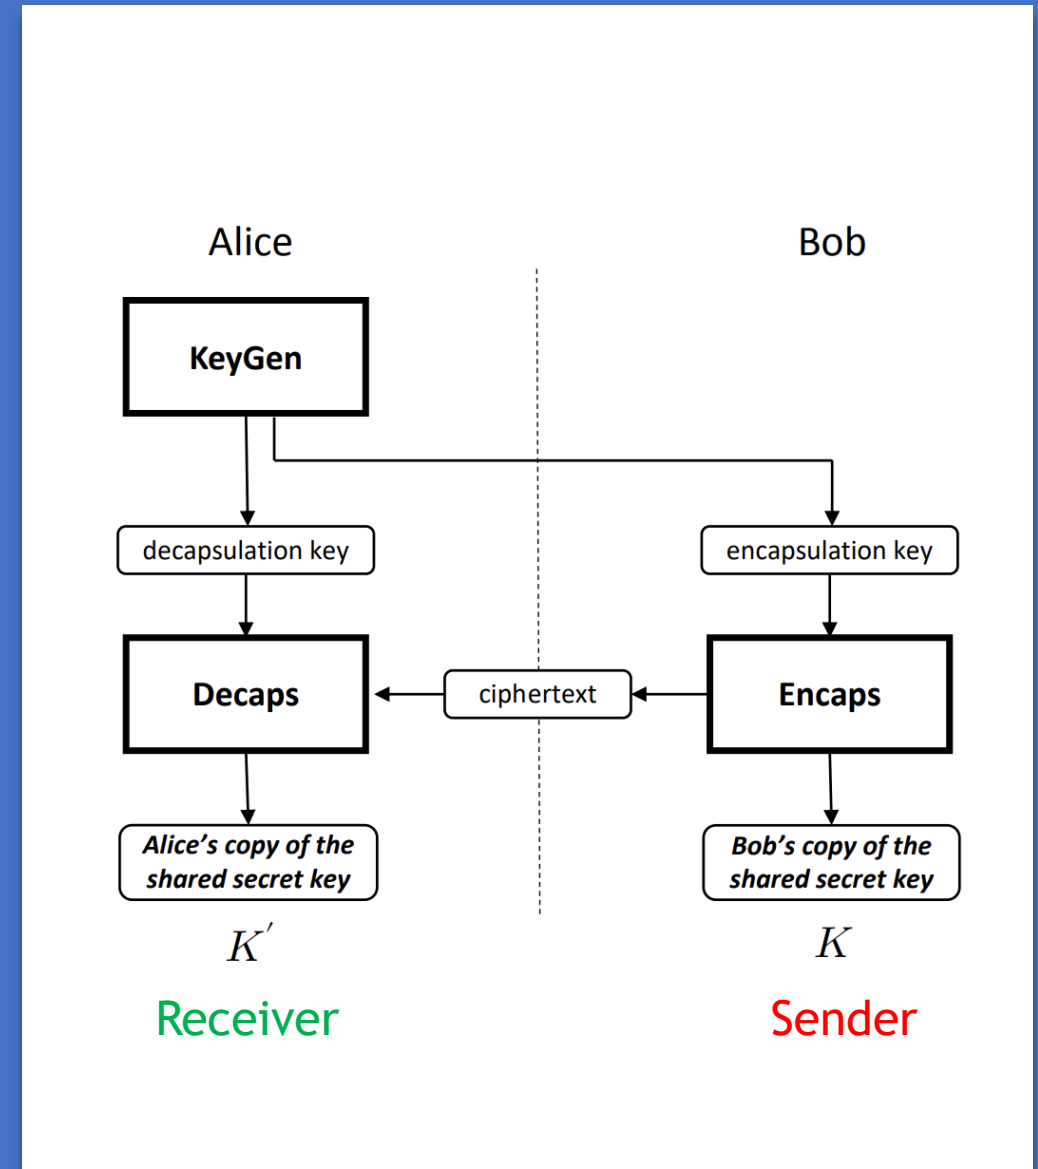 Alice
Bob
KeyGen
decapsulation key
encapsulation key
Decaps
ciphertext
Encaps
Alice’s copy of the
shared secret key
Bob’s copy of the
shared secret key
K′
K
Receiver
Sender